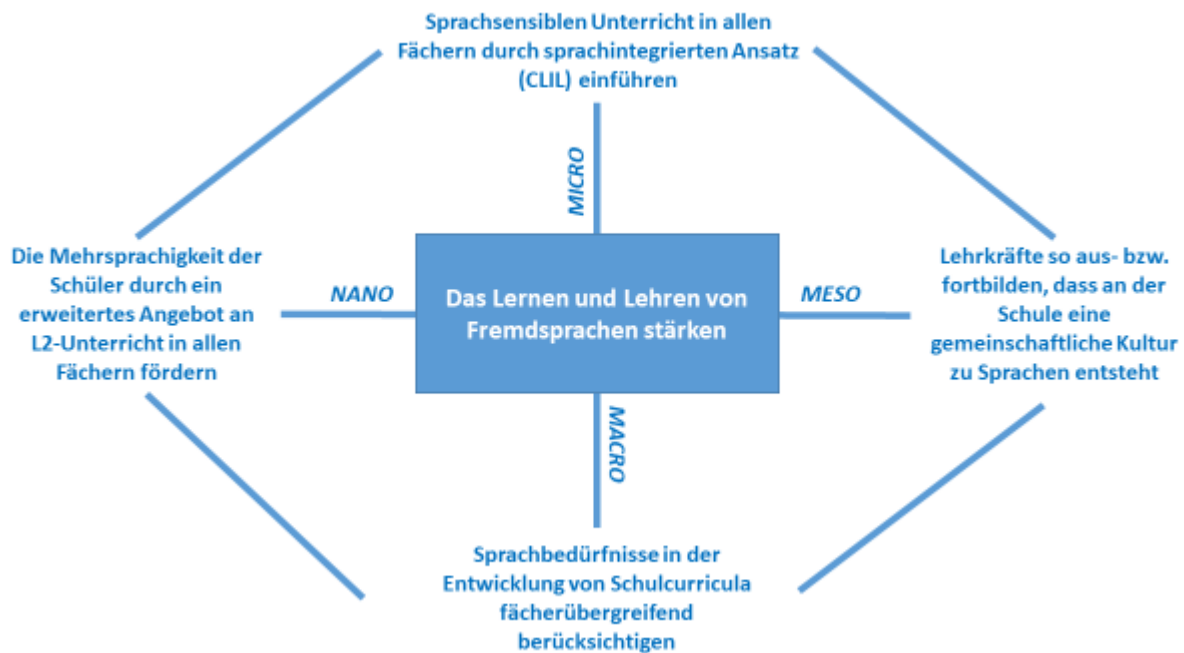 Sprachsensiblen Unterricht in allen
Fächern durch sprachintegrierten Ansatz
(CLIL) einführen
MICRO
Die Mehrsprachigkeit der
Schüler durch ein
erweitertes Angebot an
L2-Unterricht in allen
Fächern fördern
NANO
Das Lernen und Lehren von
Fremdsprachen stärken
MESO
Lehrkräfte so aus- bzw.
fortbilden, dass an der
Schule eine
gemeinschaftliche Kultur
zu Sprachen entsteht
MACRO
Sprachbedürfnisse in der
Entwicklung von Schulcurricula
fächerübergreifend
berücksichtigen